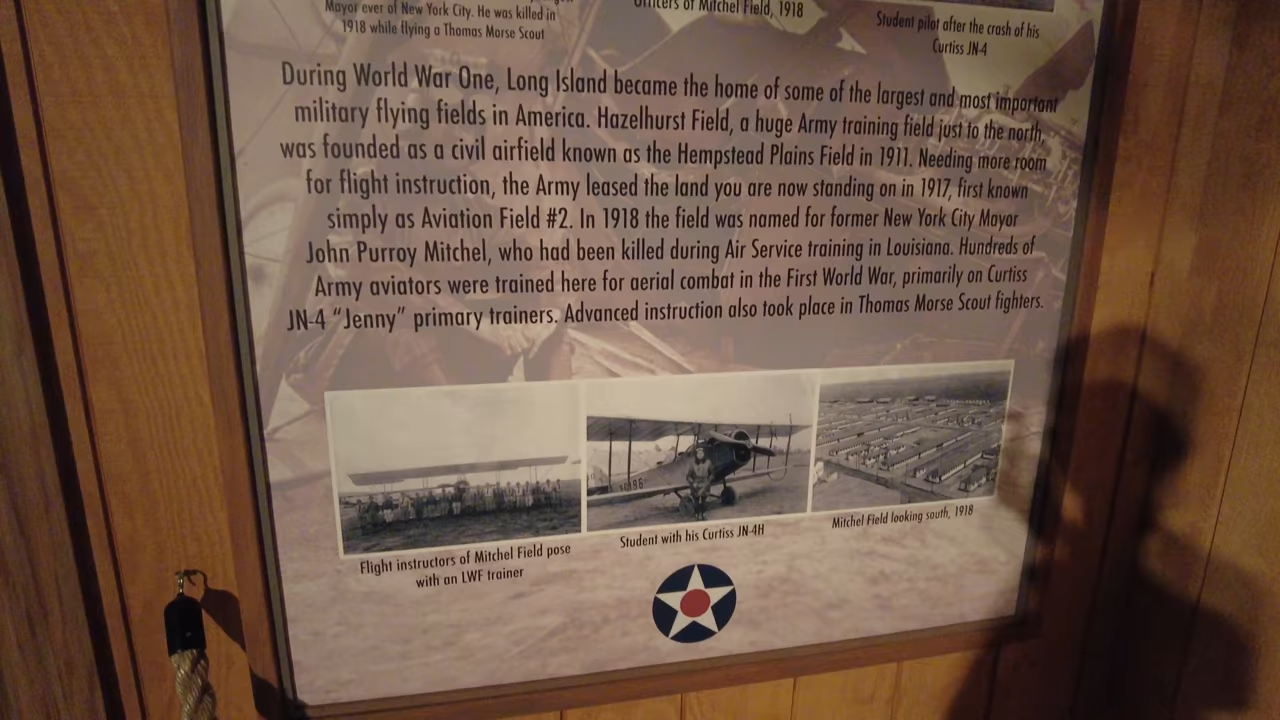 Mayor ever of New York City. He was killed in
1918 while flying a Thomas Morse Scout
Officers of Mitchel Field, 1918
Student pilot after the crash of his
Curtiss JN-4
During World War One, Long Island became the home of some of the largest and most important
military flying fields in America. Hazelhurst Field, a huge Army training field just to the north,
was founded as a civil airfield known as the Hempstead Plains Field in 1911. Needing more room
for flight instruction, the Army leased the land you are now standing on in 1917, first known
simply as Aviation Field #2. In 1918 the field was named for former New York City Mayor
John Purroy Mitchel, who had been killed during Air Service training in Louisiana. Hundreds of
Army aviators were trained here for aerial combat in the First World War, primarily on Curtiss
JN-4 “Jenny” primary trainers. Advanced instruction also took place in Thomas Morse Scout fighters.
Flight instructors of Mitchel Field pose
with an LWF trainer
Student with his Curtiss JN-4H
Mitchel Field looking south, 1918